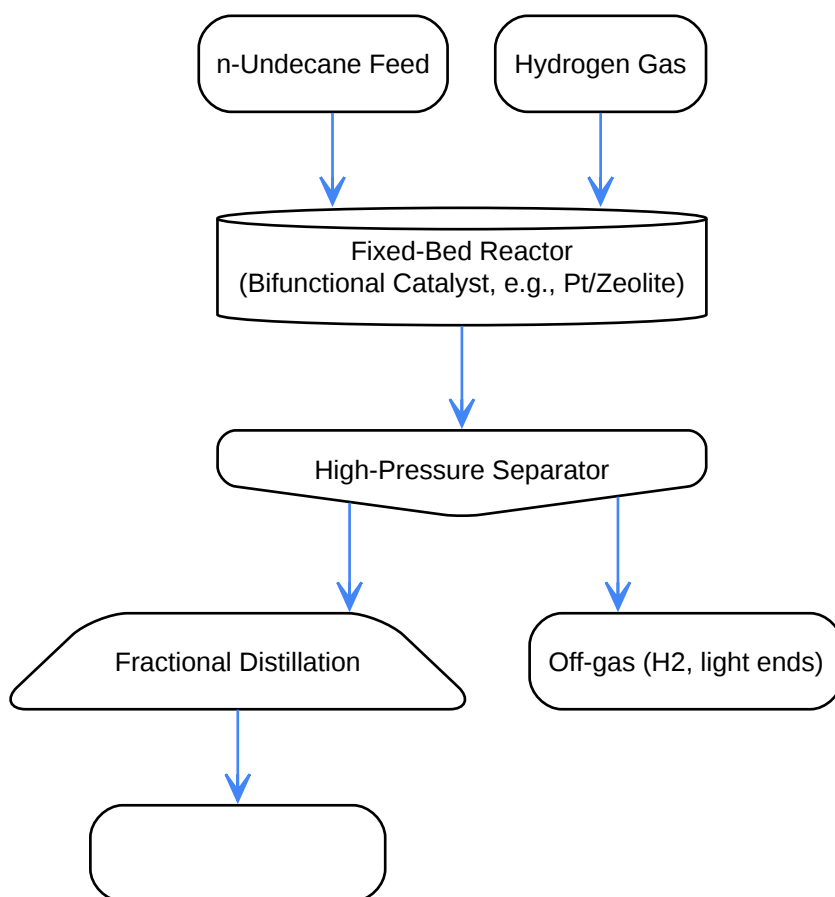 n-Undecane Feed
Hydrogen Gas
Fixed-Bed Reactor
(Bifunctional Catalyst, e.g., Pt/Zeolite)
High-Pressure Separator
Fractional Distillation
Off-gas (H2, light ends)